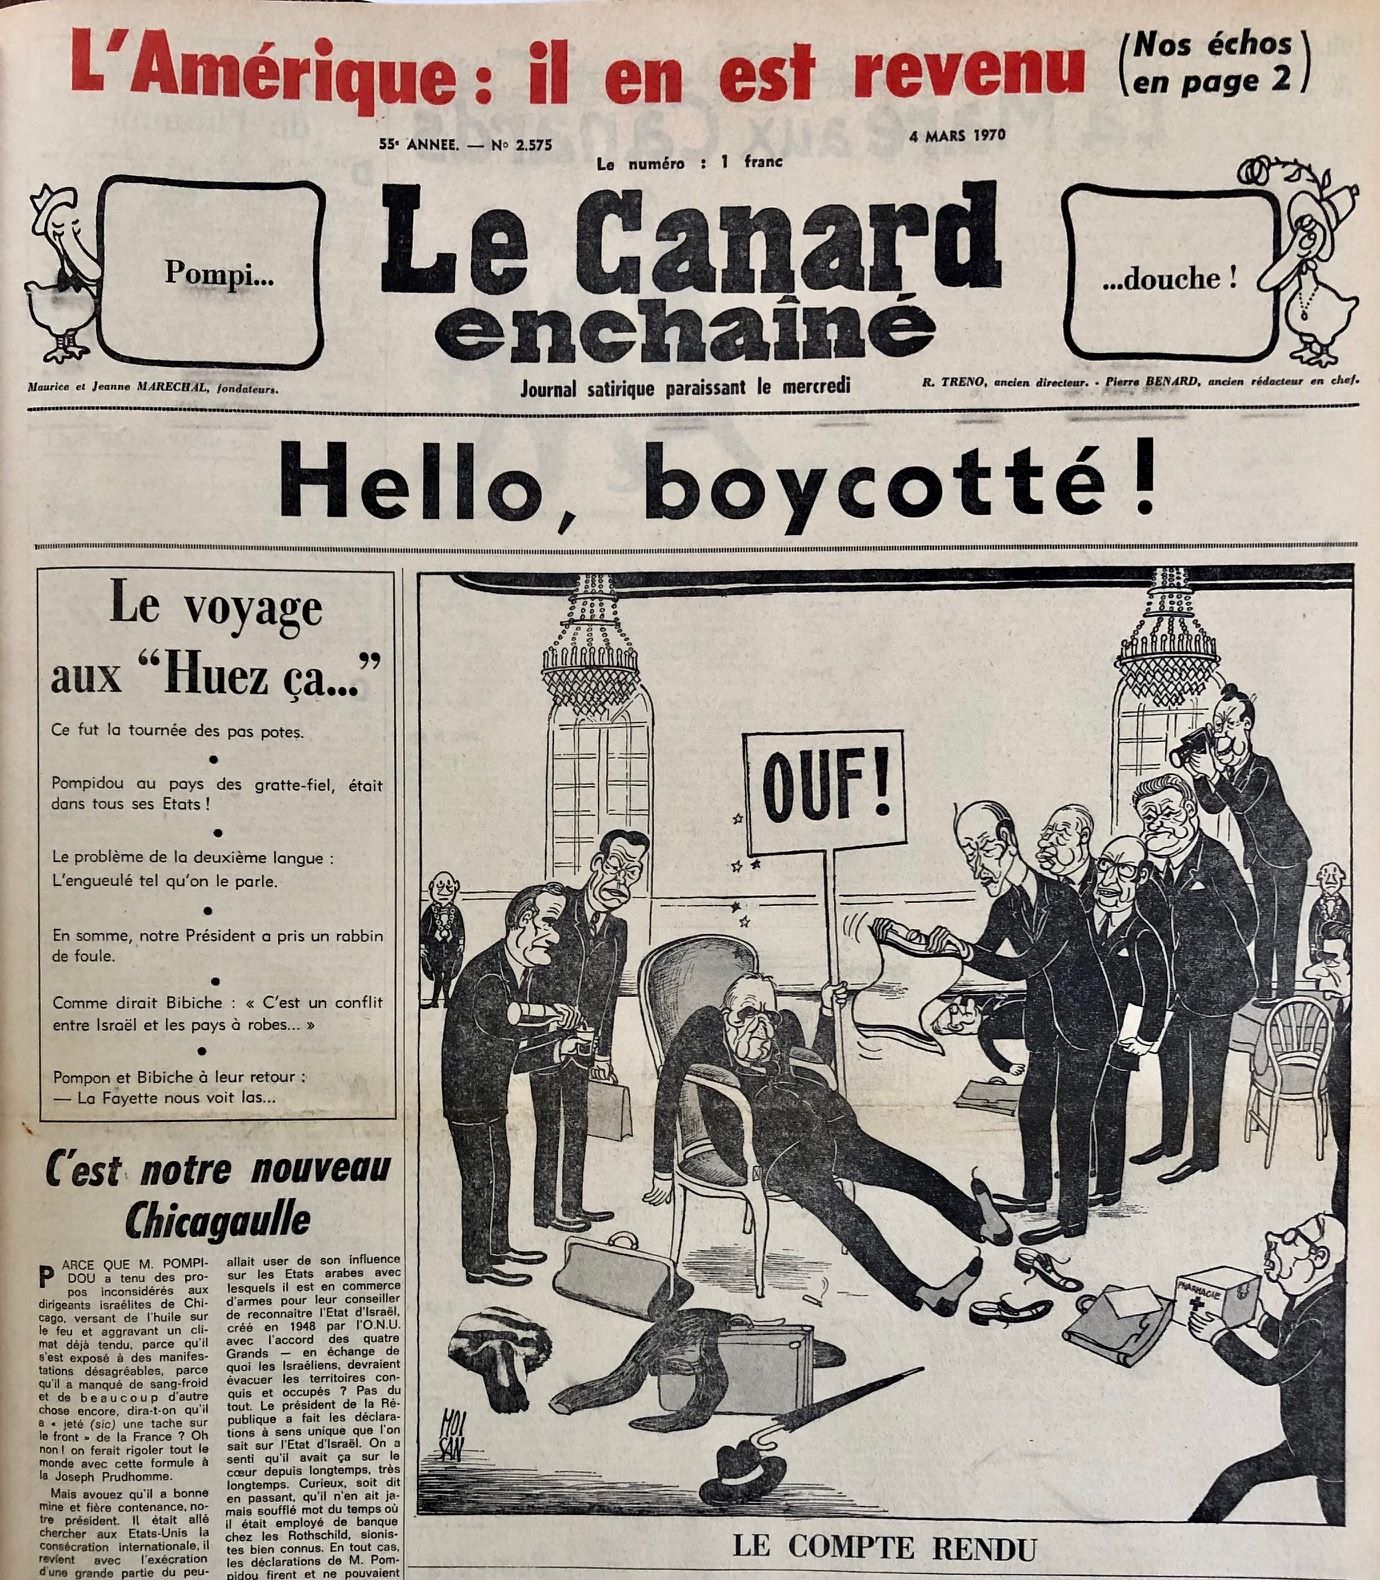 L'Amérique : il en est revenu
(Nos échos
en page 2)
55e ANNEE. — No 2.575
4 MARS 1970
Le numéro : 1 franc
Pompi...
Le Canard
enchaîné
...douche !
Maurice et Jeanne MARECHAL, fondateurs.
Journal satirique paraissant le mercredi
R. TRENO, ancien directeur. - Pierre BENARD, ancien rédacteur en chef.
Hello, boycotté !
Le voyage
aux “Huez ça...”
Ce fut la tournée des pas potes.
Pompidou au pays des gratte-fiel, était
dans tous ses Etats !
Le problème de la deuxième langue :
L'engueulé tel qu'on le parle.
En somme, notre Président a pris un rabbin
de foule.
Comme dirait Bibiche : « C'est un conflit
entre Israël et les pays à robes... »
Pompon et Bibiche à leur retour :
— La Fayette nous voit las...
C'est notre nouveau
Chicagaulle
PARCE QUE M. POMPI-
DOU a tenu des pro-
pos inconsidérés aux
dirigeants israélites de Chi-
cago, versant de l'huile sur
le feu et aggravant un cli-
mat déjà tendu, parce qu'il
s'est exposé à des manifes-
tations désagréables, parce
qu'il a manqué de sang-froid
et de beaucoup d'autre
chose encore, dira-t-on qu'il
a « jeté (sic) une tache sur
le front » de la France ? Oh
non ! on ferait rigoler tout le
monde avec cette formule à
la Joseph Prudhomme.
Mais avouez qu'il a bonne
mine et fière contenance, no-
tre président. Il était allé
chercher aux Etats-Unis la
consécration internationale, il
revient avec l'exécration
d'une grande partie du peu-
allait user de son influence
sur les Etats arabes avec
lesquels il est en commerce
d'armes pour leur conseiller
de reconnaître l'Etat d'Israël,
créé en 1948 par l'O.N.U.
avec l'accord des quatre
Grands — en échange de
quoi les Israéliens, devraient
évacuer les territoires con-
quis et occupés ? Pas du
tout. Le président de la Ré-
publique a fait les déclara-
tions à sens unique que l'on
sait sur l'Etat d'Israël. On a
senti qu'il avait ça sur le
cœur depuis longtemps, très
longtemps. Curieux, soit dit
en passant, qu'il n'en ait ja-
mais soufflé mot du temps où
il était employé de banque
chez les Rothschild, sionis-
tes bien connus. En tout cas,
les déclarations de M. Pom-
pidou firent et ne pouvaient
OUF!
PHARMACIE
MOI
SAN
LE COMPTE RENDU